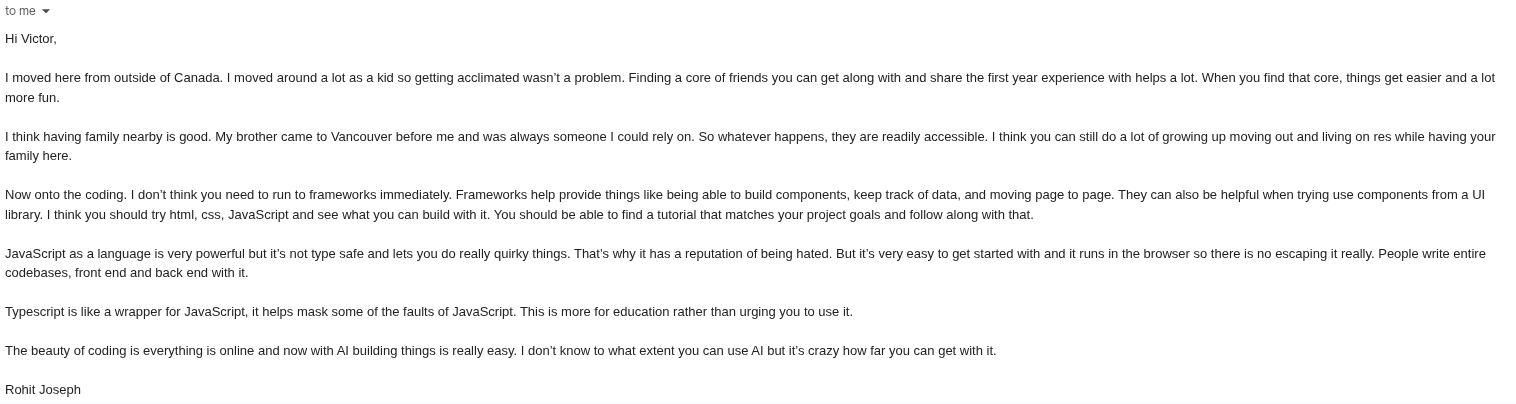 to me
Hi Victor,
I moved here from outside of Canada. I moved around a lot as a kid so getting acclimated wasn’t a problem. Finding a core of friends you can get along with and share the first year experience with helps a lot. When you find that core, things get easier and a lot
more fun.
I think having family nearby is good. My brother came to Vancouver before me and was always someone I could rely on. So whatever happens, they are readily accessible. I think you can still do a lot of growing up moving out and living on res while having your
family here.
Now onto the coding. I don’t think you need to run to frameworks immediately. Frameworks help provide things like being able to build components, keep track of data, and moving page to page. They can also be helpful when trying use components from a UI
library. I think you should try html, css, JavaScript and see what you can build with it. You should be able to find a tutorial that matches your project goals and follow along with that.
JavaScript as a language is very powerful but it’s not type safe and lets you do really quirky things. That’s why it has a reputation of being hated. But it’s very easy to get started with and it runs in the browser so there is no escaping it really. People write entire
codebases, front end and back end with it.
Typescript is like a wrapper for JavaScript, it helps mask some of the faults of JavaScript. This is more for education rather than urging you to use it.
The beauty of coding is everything is online and now with AI building things is really easy. I don’t know to what extent you can use AI but it’s crazy how far you can get with it.
Rohit Joseph